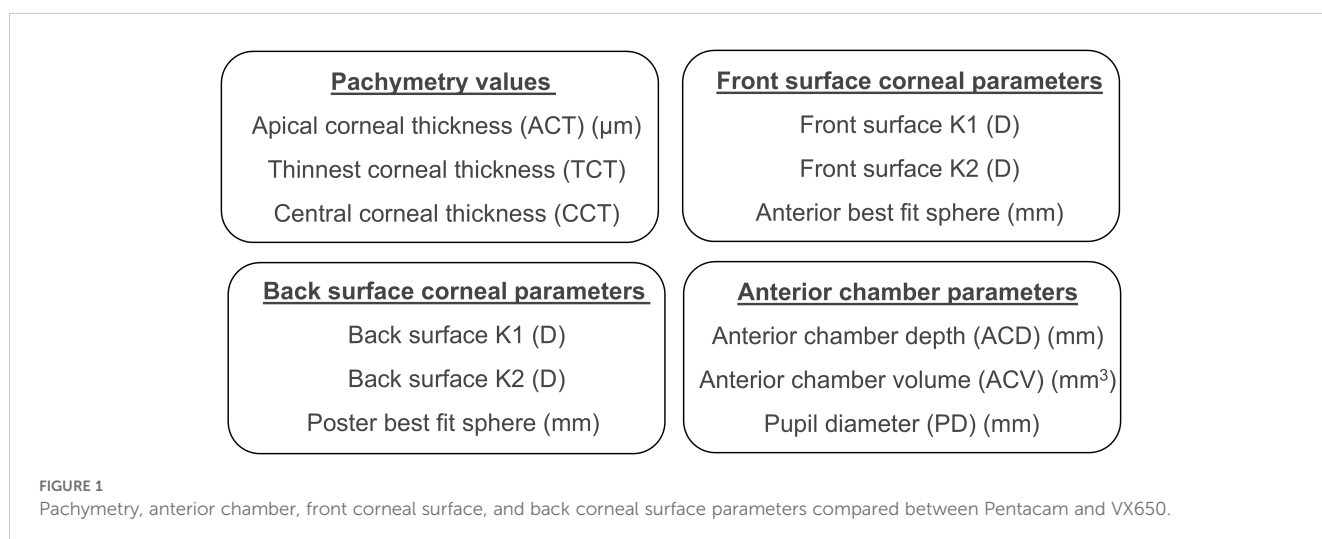 Pachymetry values
Apical corneal thickness (ACT) (μm)
Thinnest corneal thickness (TCT)
Central corneal thickness (CCT)
Front surface corneal parameters
Front surface K1 (D)
Front surface K2 (D)
Anterior best fit sphere (mm)
Back surface corneal parameters
Back surface K1 (D)
Back surface K2 (D)
Poster best fit sphere (mm)
Anterior chamber parameters
Anterior chamber depth (ACD) (mm)
Anterior chamber volume (ACV) (mm³)
Pupil diameter (PD) (mm)
FIGURE 1
Pachymetry, anterior chamber, front corneal surface, and back corneal surface parameters compared between Pentacam and VX650.